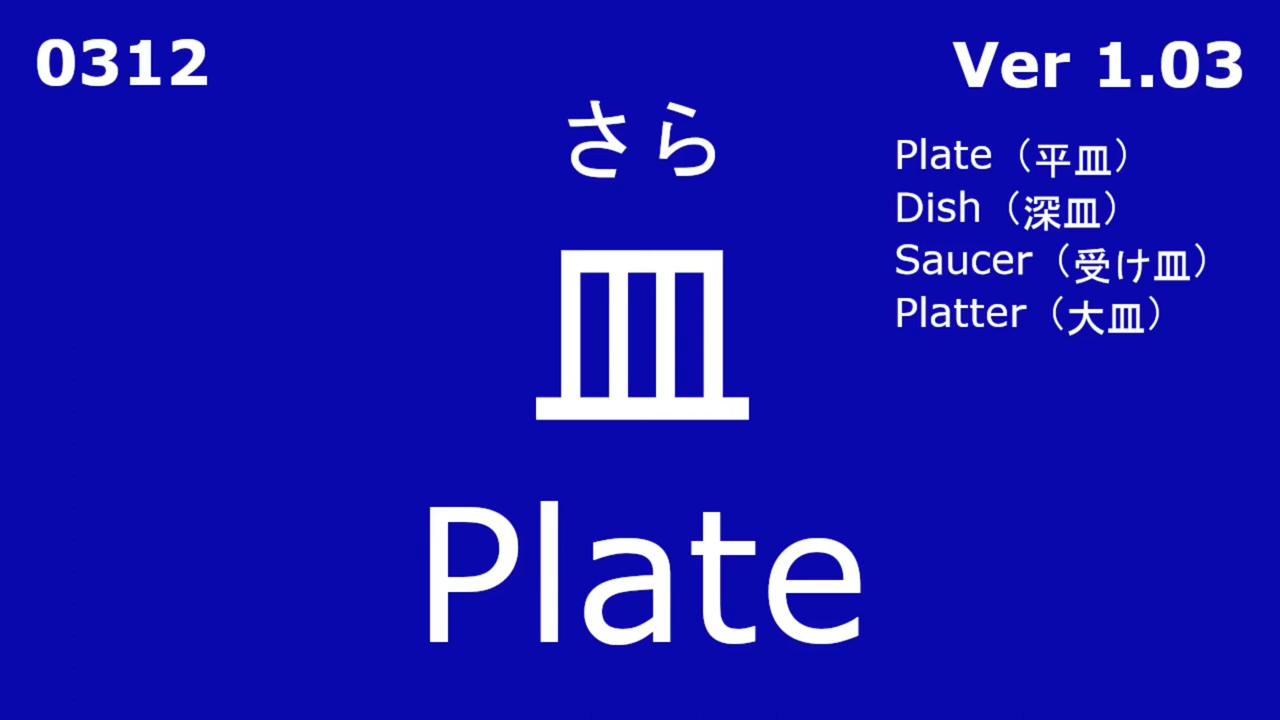 0312
Ver 1.03
さら
皿
Plate
Plate（平皿）
Dish（深皿）
Saucer（受け皿）
Platter（大皿）